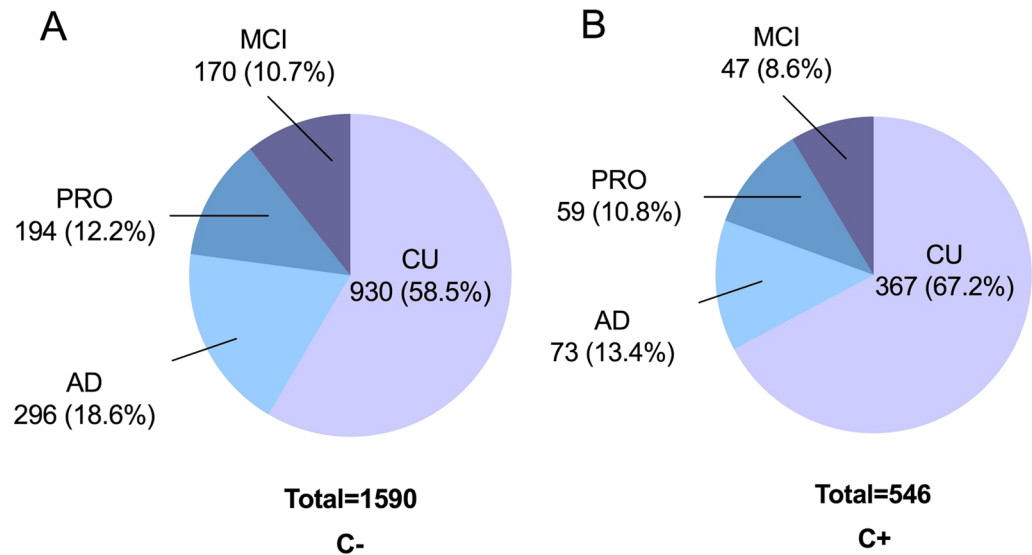 A
MCI
170 (10.7%)
PRO
194 (12.2%)
CU
930 (58.5%)
AD
296 (18.6%)
Total=1590
C-
B
MCI
47 (8.6%)
PRO
59 (10.8%)
CU
367 (67.2%)
AD
73 (13.4%)
Total=546
C+